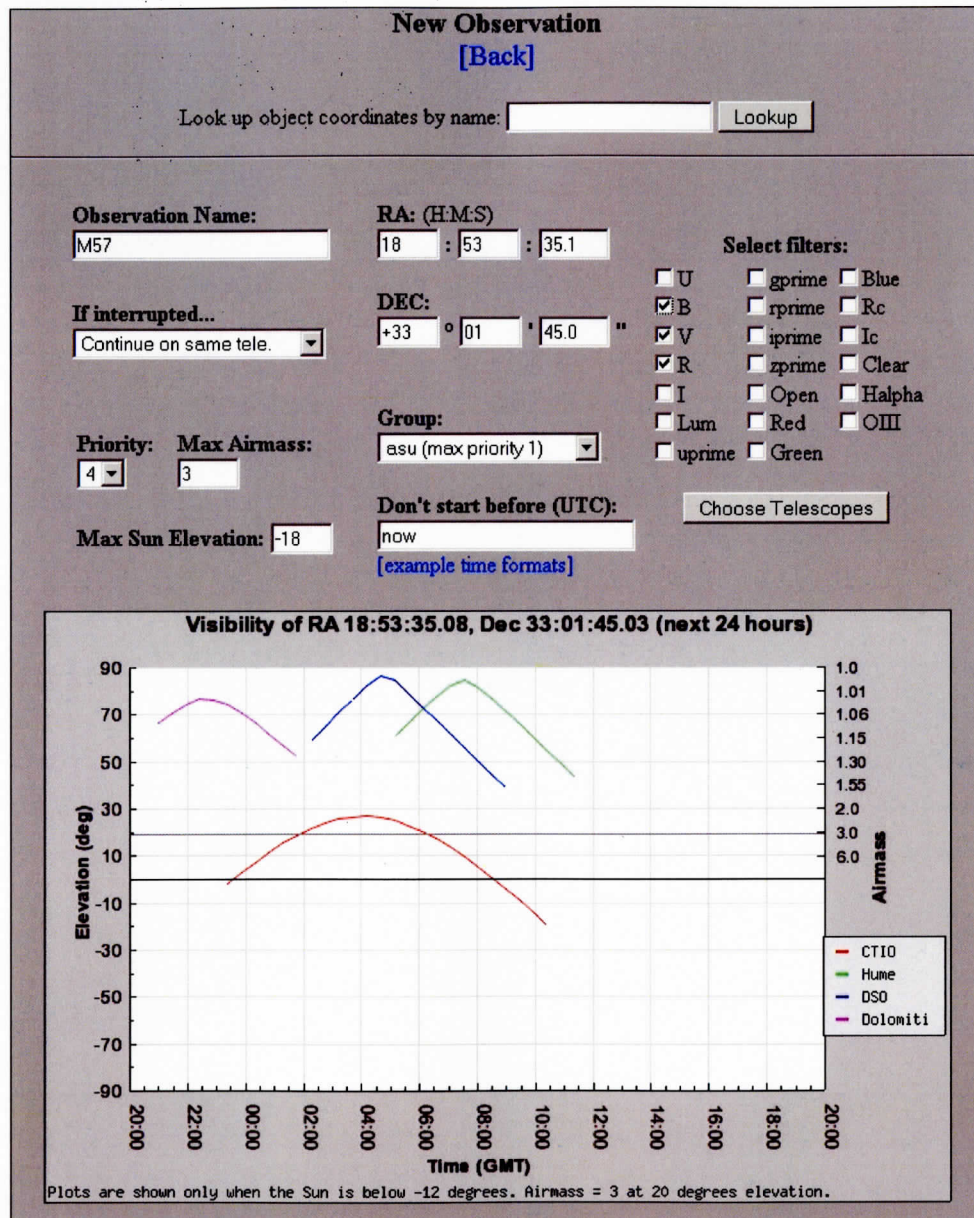 New Observation
[Back]
Look up object coordinates by name: Lookup
Observation Name:
M57
RA: (H:M:S)
18 : 53 : 35.1
Select filters:
U gprime Blue
B rprime Rc
V iprime Ic
R zprime Clear
I Open Halpha
Lum Red OIII
uprime Green
If interrupted...
Continue on same tele.
DEC:
+33 º 01 ' 45.0 "
Priority: Max Airmass:
4 3
Group:
asu (max priority 1)
Choose Telescopes
Max Sun Elevation: -18
Don't start before (UTC):
now
[example time formats]
Visibility of RA 18:53:35.08, Dec 33:01:45.03 (next 24 hours)
Elevation (deg)
90
70
50
30
10
-10
-30
-50
-70
-90
1.0
1.01
1.06
1.15
1.30
1.55
2.0
3.0
6.0
Airmass
CTIO
Hume
DSO
Dolomiti
20:00 22:00 00:00 02:00 04:00 06:00 08:00 10:00 12:00 14:00 16:00 18:00 20:00
Time (GMT)
Plots are shown only when the Sun is below -12 degrees. Airmass = 3 at 20 degrees elevation.